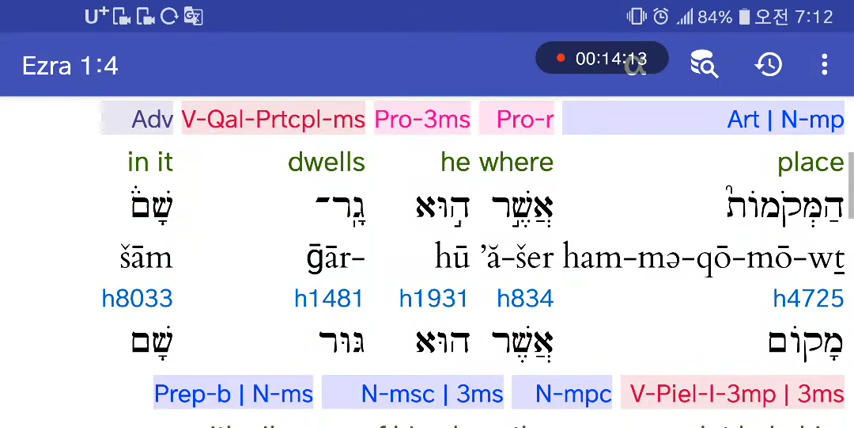 U+ 84% 오전 7:12
Ezra 1:4 00:14:13
Adv V-Qal-Prtcpl-ms Pro-3ms Pro-r Art | N-mp
in it dwells he where place
הַמְּקֹמוֹת֮ אֲשֶׁ֣ר ה֣וּא גָֽר־ שָׁם֒
šām ḡār- hū ’ă-šer ham-mə-qō-mō-wṯ
h8033 h1481 h1931 h834 h4725
מָקוֹם אֲשֶׁר הוּא גּוּר שָׁם
Prep-b | N-ms N-msc | 3ms N-mpc V-Piel-I-3mp | 3ms